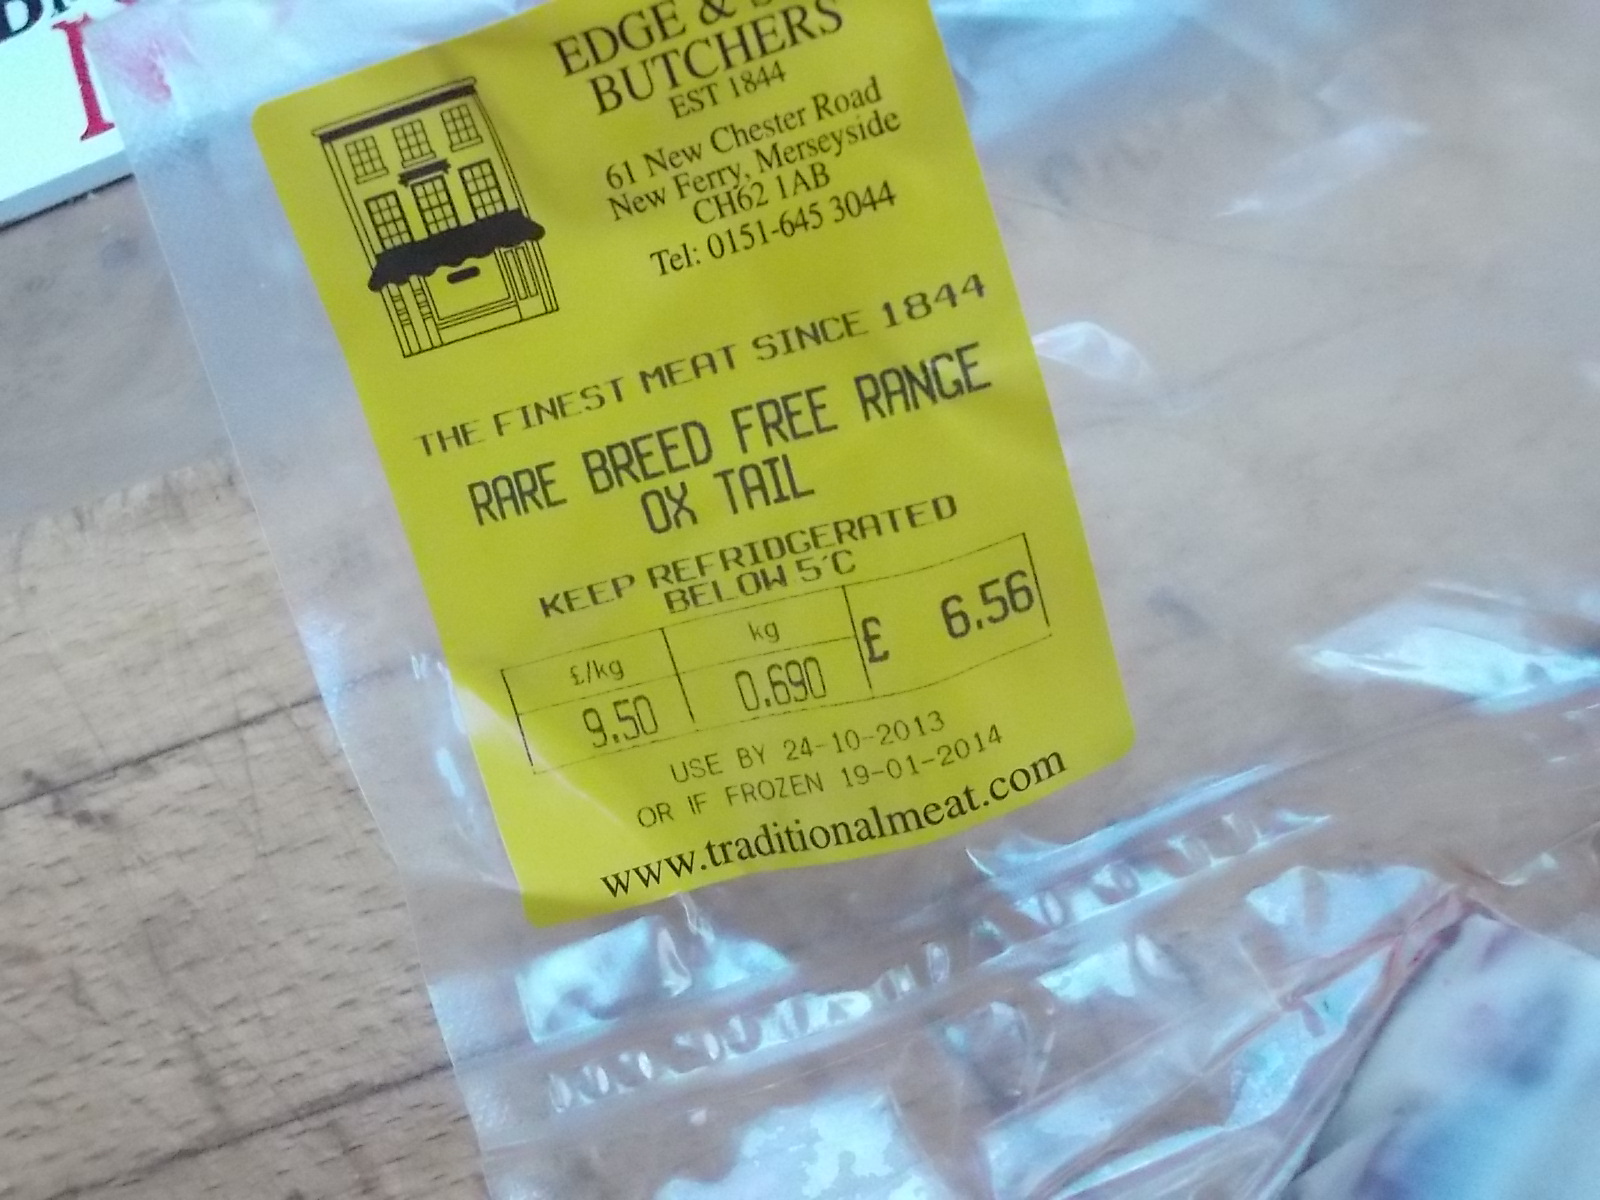 EDGE &
BUTCHERS
EST 1844
61 New Chester Road
New Ferry, Merseyside
CH62 1AB
Tel: 0151-645 3044
THE FINEST MEAT SINCE 1844
RARE BREED FREE RANGE
OX TAIL
KEEP REFRIDGERATED
BELOW 5'C
£/kg kg £ 6.56
9.50 0.690
USE BY 24-10-2013
OR IF FROZEN 19-01-2014
www.traditionalmeat.com